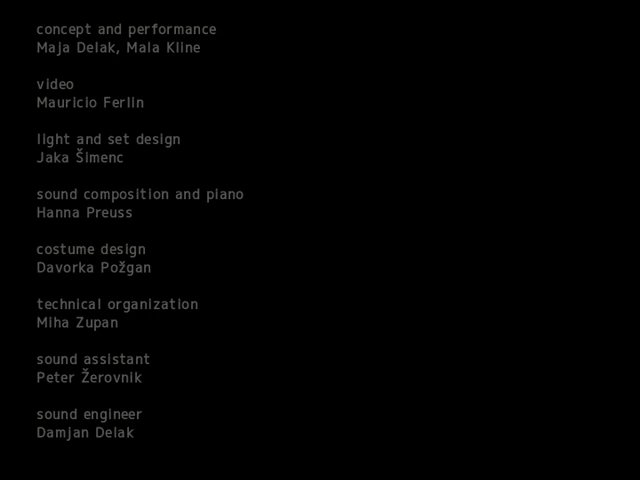 concept and performance
Maja Delak, Mala Kline
video
Mauricio Ferlin
light and set design
Jaka Šimenc
sound composition and piano
Hanna Preuss
costume design
Davorka Požgan
technical organization
Miha Zupan
sound assistant
Peter Žerovnik
sound engineer
Damjan Delak